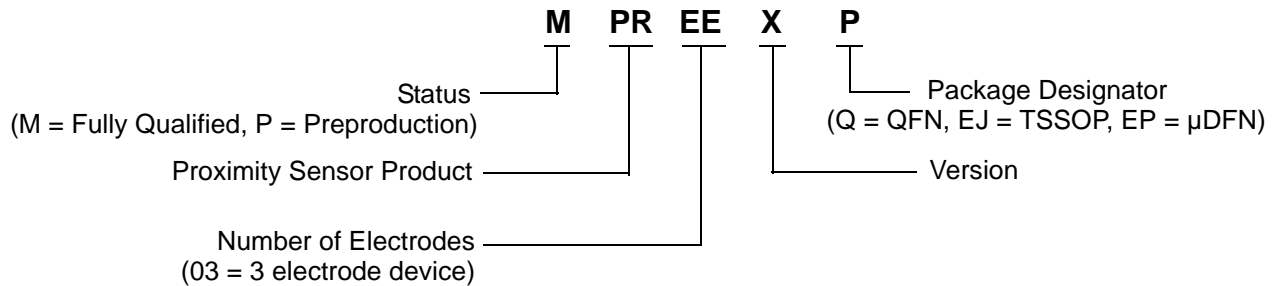 M PR EE X P
Status
(M = Fully Qualified, P = Preproduction)
Package Designator
(Q = QFN, EJ = TSSOP, EP = µDFN)
Proximity Sensor Product
Version
Number of Electrodes
(03 = 3 electrode device)